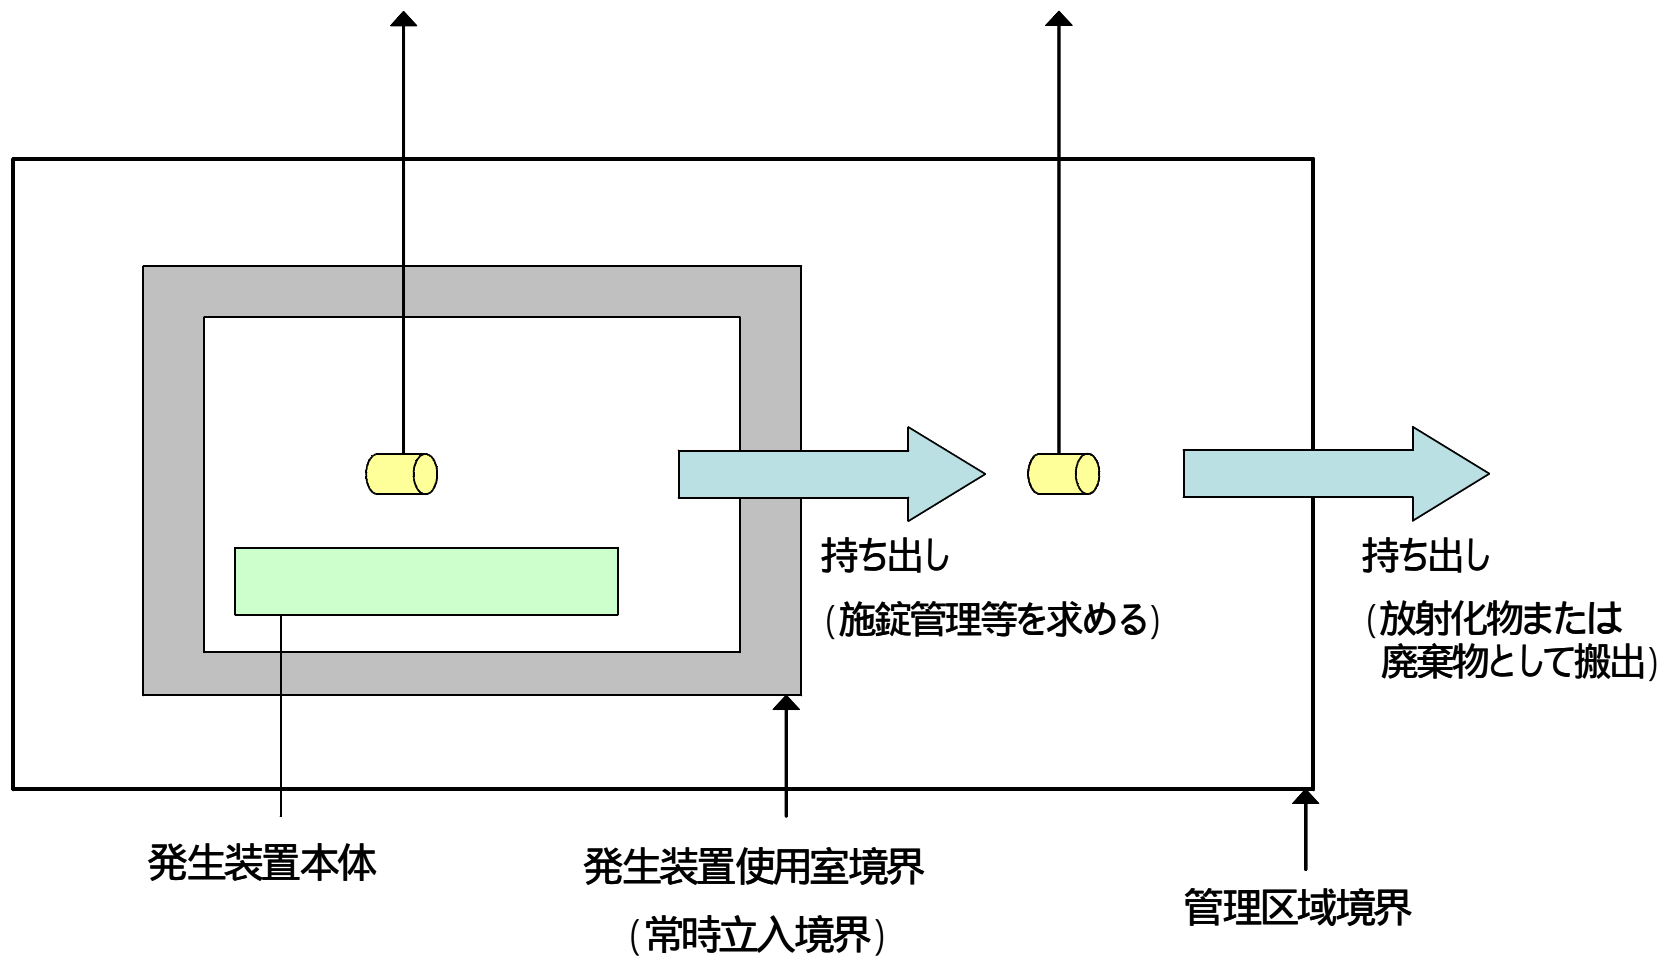 持ち出し
(施錠管理等を求める)
持ち出し
(放射化物または
廃棄物として搬出)
発生装置本体
発生装置使用室境界
(常時立入境界)
管理区域境界